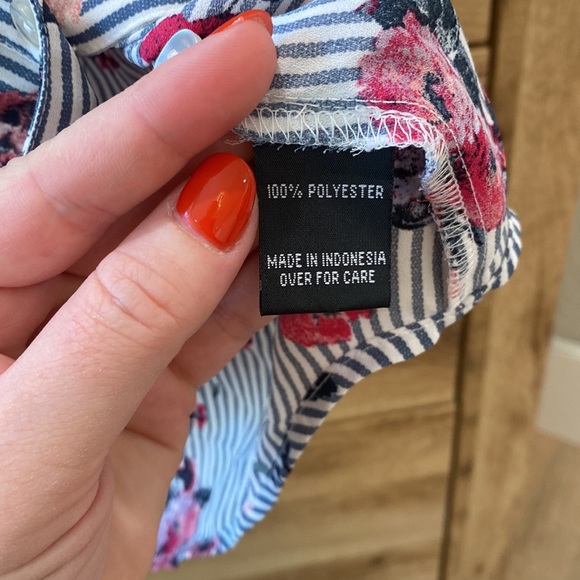 100% POLYESTER
MADE IN INDONESIA
OVER FOR CARE